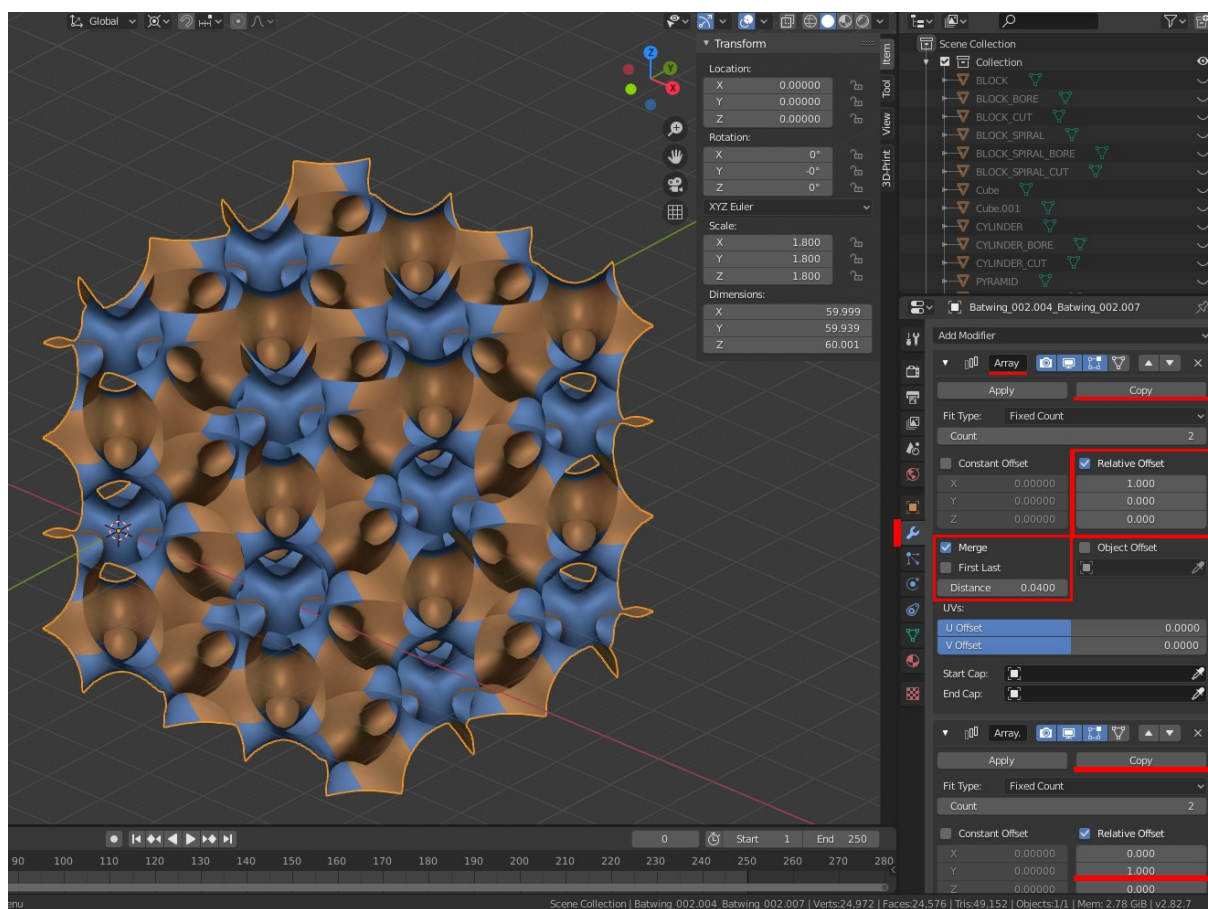 Global
Transform
Location:
X 0.00000
Y 0.00000
Z 0.00000
Rotation:
X 0°
Y -0°
Z 0°
XYZ Euler
Scale:
X 1.800
Y 1.800
Z 1.800
Dimensions:
X 59.999
Y 59.939
Z 60.001
Item
Tool
View
3D-Print
Z
Y
X
Scene Collection
Collection
BLOCK
BLOCK_BORE
BLOCK_CUT
BLOCK_SPIRAL
BLOCK_SPIRAL_BORE
BLOCK_SPIRAL_CUT
Cube
Cube.001
CYLINDER
CYLINDER_BORE
CYLINDER_CUT
PYRAMID
Batwing_002.004_Batwing_002.007
Add Modifier
Array
Apply Copy
Fit Type: Fixed Count
Count 2
Constant Offset Relative Offset
X 0.00000 1.000
Y 0.00000 0.000
Z 0.00000 0.000
Merge Object Offset
First Last
Distance 0.0400
UVs:
U Offset 0.0000
V Offset 0.0000
Start Cap:
End Cap:
Array.
Apply Copy
Fit Type: Fixed Count
Count 2
Constant Offset Relative Offset
X 0.00000 0.000
Y 0.00000 1.000
Z 0.00000 0.000
0 Start 1 End 250
90 100 110 120 130 140 150 160 170 180 190 200 210 220 230 240 250 260 270 280
enu
Scene Collection | Batwing_002.004_Batwing_002.007 | Verts:24,972 | Faces:24,576 | Tris:49,152 | Objects:1/1 | Mem: 2.78 GiB | v2.82.7